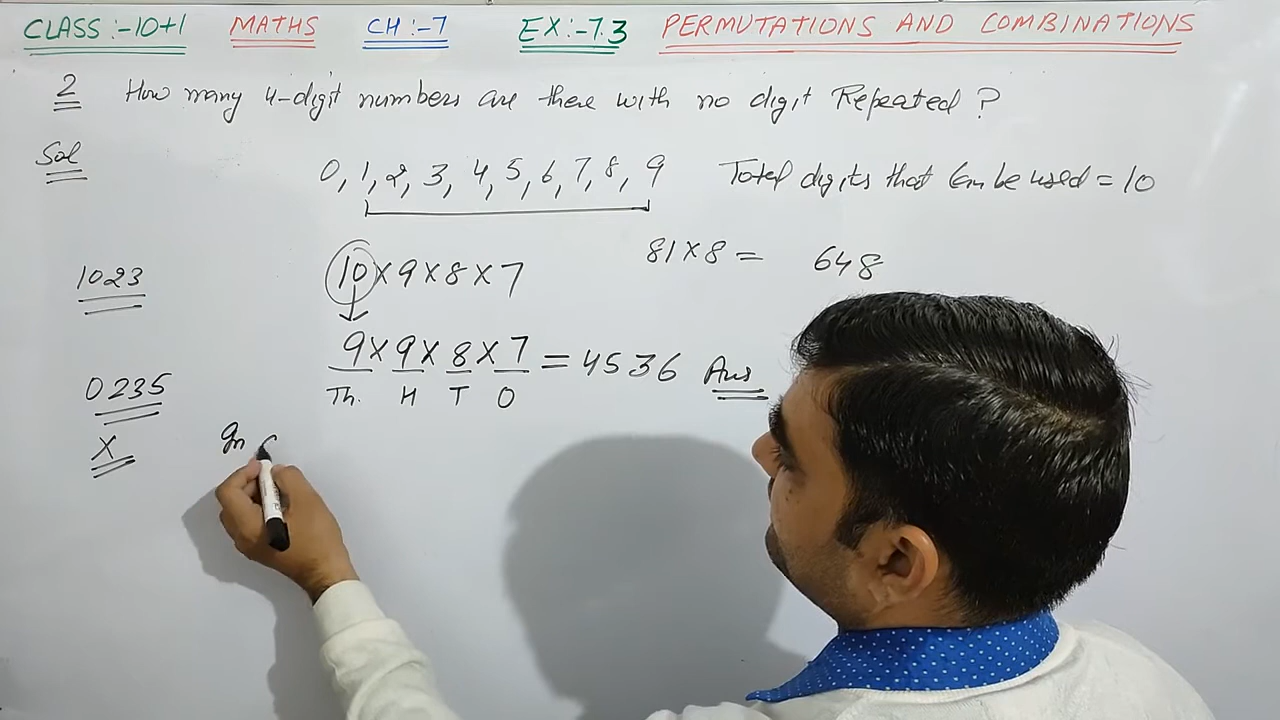 CLASS :- 10+1 MATHS CH :- 7 EX :- 7.3 PERMUTATIONS AND COMBINATIONS
2 How many 4-digit numbers are there with no digit Repeated ?
Sol 0, 1, 2, 3, 4, 5, 6, 7, 8, 9 Total digits that can be used = 10
1023 10 × 9 × 8 × 7 81 × 8 = 648
9 × 9 × 8 × 7 = 4536 Ans
0235 Th. H T O
X In